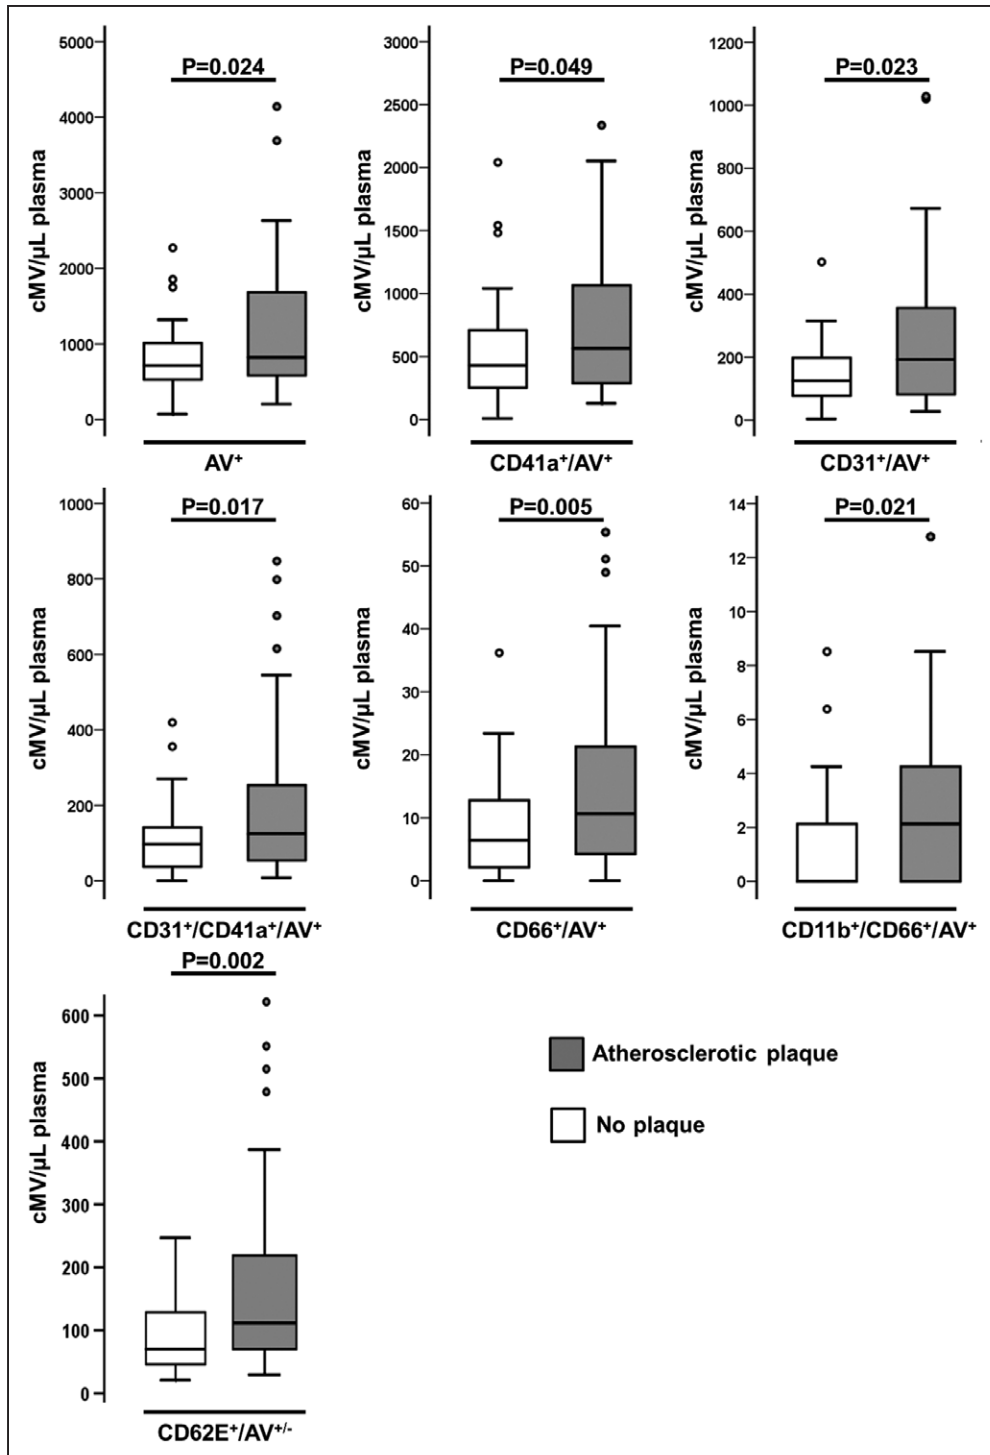 P=0.024
cMV/µL plasma
5000
4000
3000
2000
1000
0
AV⁺
P=0.049
cMV/µL plasma
3000
2500
2000
1500
1000
500
0
CD41a⁺/AV⁺
P=0.023
cMV/µL plasma
1200
1000
800
600
400
200
0
CD31⁺/AV⁺
P=0.017
cMV/µL plasma
1000
800
600
400
200
0
CD31⁺/CD41a⁺/AV⁺
P=0.005
cMV/µL plasma
60
50
40
30
20
10
0
CD66⁺/AV⁺
P=0.021
cMV/µL plasma
14
12
10
8
6
4
2
0
CD11b⁺/CD66⁺/AV⁺
P=0.002
cMV/µL plasma
600
500
400
300
200
100
0
CD62E⁺/AV⁺/⁻
Atherosclerotic plaque
No plaque